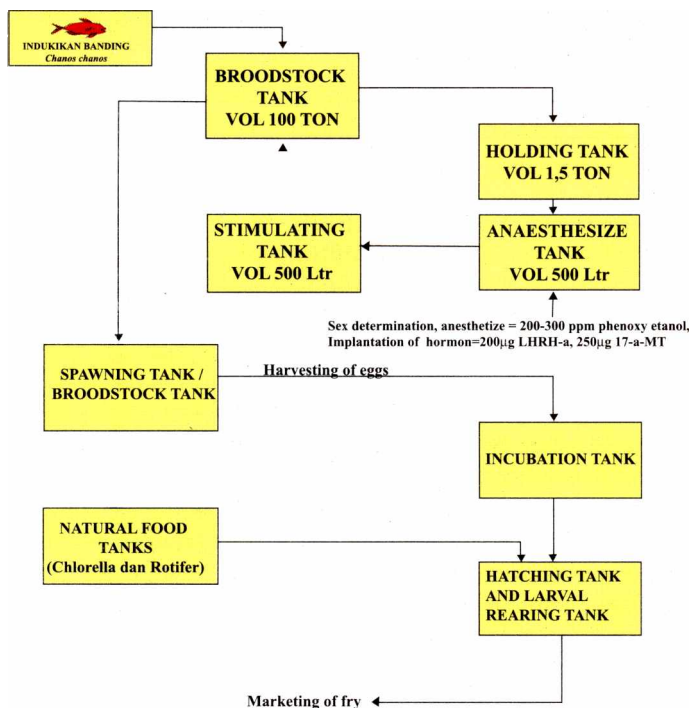 INDUKIKAN BANDING
Chanos chanos
BROODSTOCK
TANK
VOL 100 TON
HOLDING TANK
VOL 1,5 TON
STIMULATING
TANK
VOL 500 Ltr
ANAESTHESIZE
TANK
VOL 500 Ltr
Sex determination, anesthetize = 200-300 ppm phenoxy etanol,
Implantation of hormon=200µg LHRH-a, 250µg 17-a-MT
SPAWNING TANK /
BROODSTOCK TANK
Harvesting of eggs
INCUBATION TANK
NATURAL FOOD
TANKS
(Chlorella dan Rotifer)
HATCHING TANK
AND LARVAL
REARING TANK
Marketing of fry